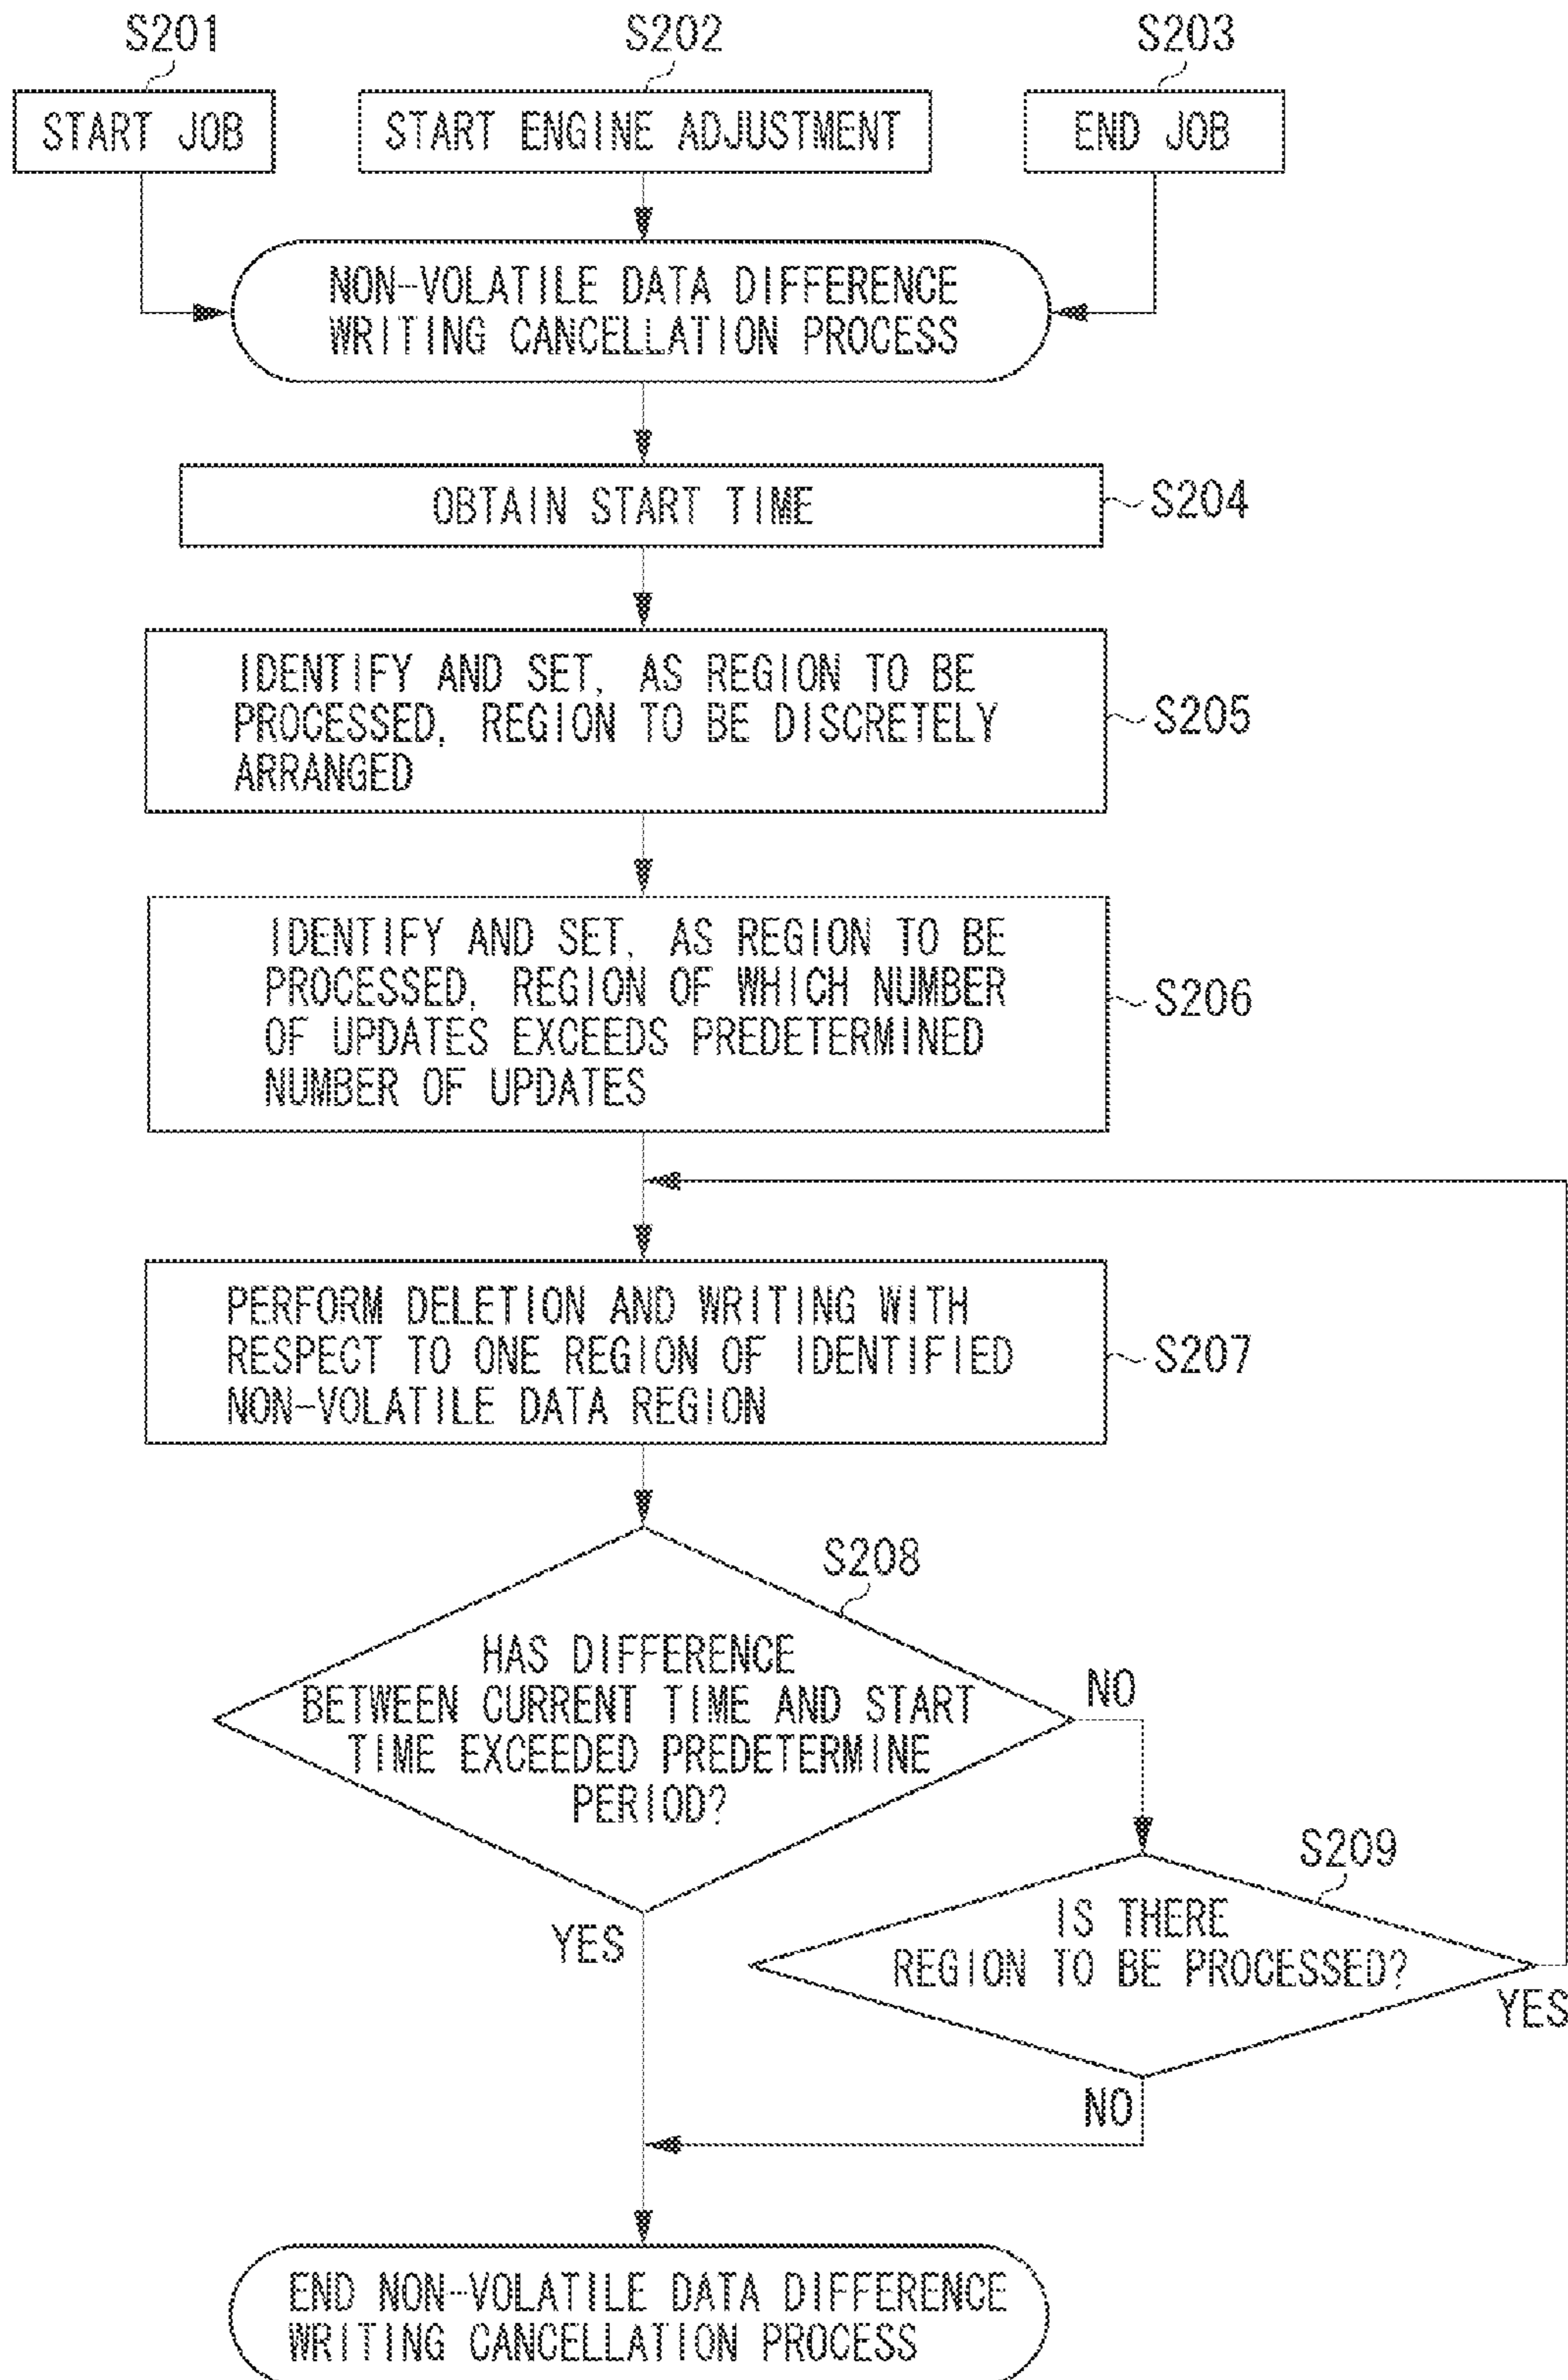 S201
S202
S203
START JOB
START ENGINE ADJUSTMENT
END JOB
NON-VOLATILE DATA DIFFERENCE
WRITING CANCELLATION PROCESS
OBTAIN START TIME
S204
IDENTIFY AND SET, AS REGION TO BE
PROCESSED, REGION TO BE DISCRETELY
ARRANGED
S205
IDENTIFY AND SET, AS REGION TO BE
PROCESSED, REGION OF WHICH NUMBER
OF UPDATES EXCEEDS PREDETERMINED
NUMBER OF UPDATES
S206
PERFORM DELETION AND WRITING WITH
RESPECT TO ONE REGION OF IDENTIFIED
NON-VOLATILE DATA REGION
S207
S208
HAS DIFFERENCE
BETWEEN CURRENT TIME AND START
TIME EXCEEDED PREDETERMINE
PERIOD?
NO
YES
S209
IS THERE
REGION TO BE PROCESSED?
YES
NO
END NON-VOLATILE DATA DIFFERENCE
WRITING CANCELLATION PROCESS